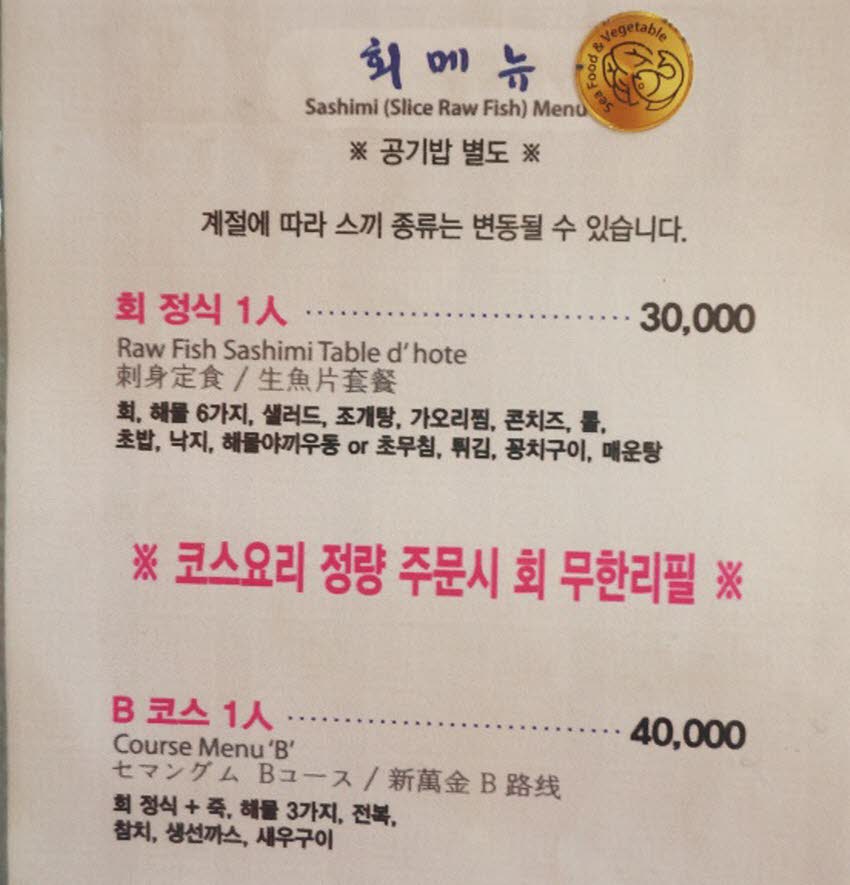 회 메 뉴
Sea Food & Vegetable
Sashimi (Slice Raw Fish) Menu
※ 공기밥 별도 ※
계절에 따라 스끼 종류는 변동될 수 있습니다.
회 정식 1人 30,000
Raw Fish Sashimi Table d' hote
刺身定食 / 生魚片套餐
회, 해물 6가지, 샐러드, 조개탕, 가오리찜, 콘치즈, 롤,
초밥, 낙지, 해물야끼우동 or 초무침, 튀김, 꽁치구이, 매운탕
※ 코스요리 정량 주문시 회 무한리필 ※
B 코스 1人 40,000
Course Menu 'B'
セマングム Bコース / 新萬金 B 路线
회 정식 + 죽, 해물 3가지, 전복,
참치, 생선까스, 새우구이